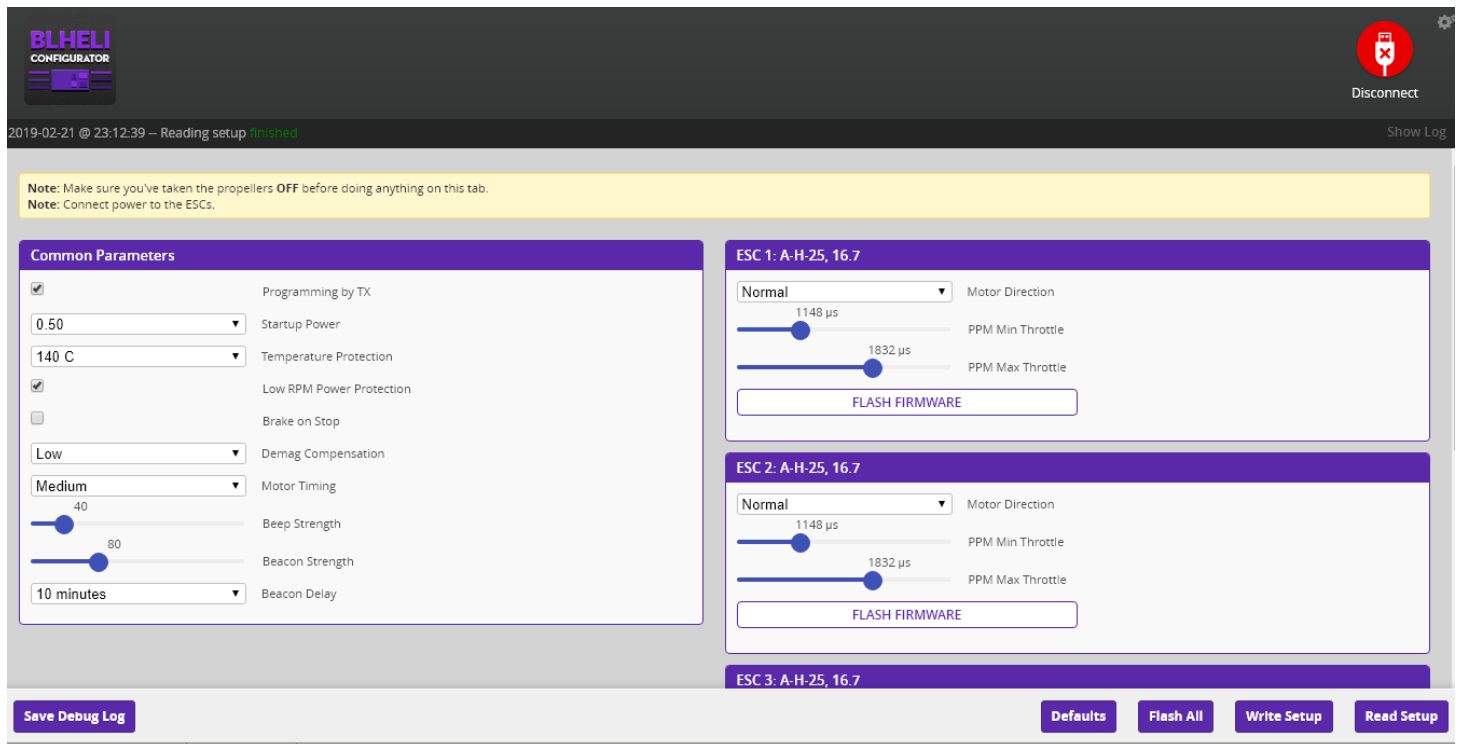 BLHELI
CONFIGURATOR
Disconnect
2019-02-21 @ 23:12:39 -- Reading setup finished
Show Log
Note: Make sure you've taken the propellers OFF before doing anything on this tab.
Note: Connect power to the ESCs.
Common Parameters
Programming by TX
0.50 Startup Power
140 C Temperature Protection
Low RPM Power Protection
Brake on Stop
Low Demag Compensation
Medium Motor Timing
40
Beep Strength
80
Beacon Strength
10 minutes Beacon Delay
ESC 1: A-H-25, 16.7
Normal Motor Direction
1148 µs
PPM Min Throttle
1832 µs
PPM Max Throttle
FLASH FIRMWARE
ESC 2: A-H-25, 16.7
Normal Motor Direction
1148 µs
PPM Min Throttle
1832 µs
PPM Max Throttle
FLASH FIRMWARE
ESC 3: A-H-25, 16.7
Save Debug Log
Defaults
Flash All
Write Setup
Read Setup